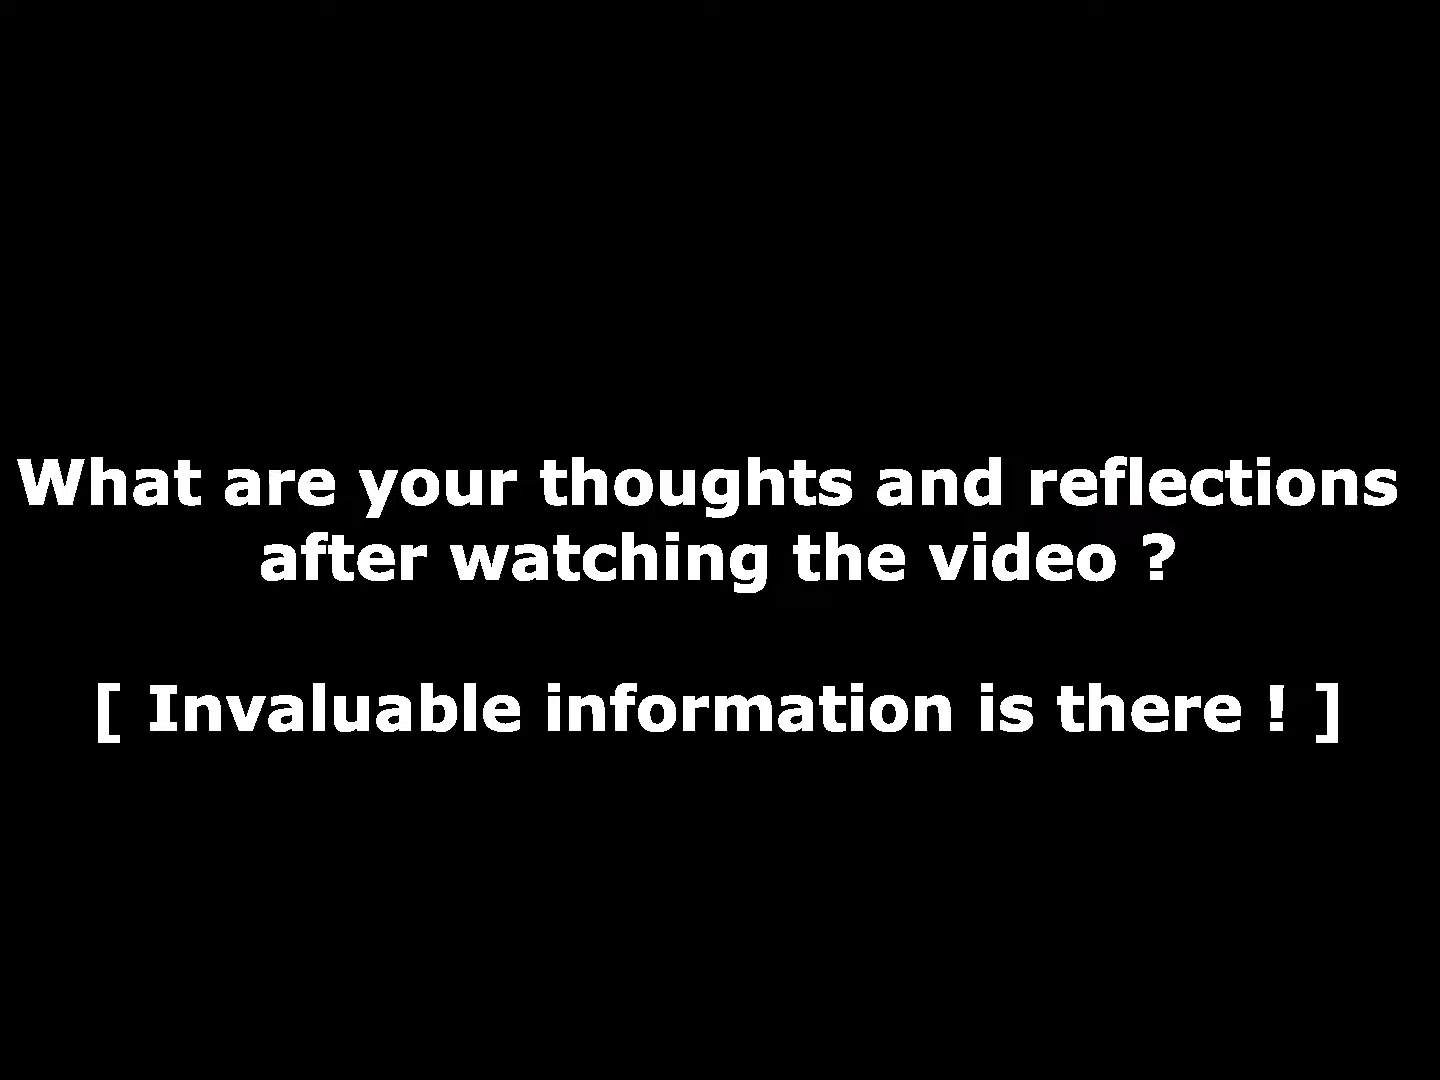 What are your thoughts and reflections
after watching the video ?
[ Invaluable information is there ! ]